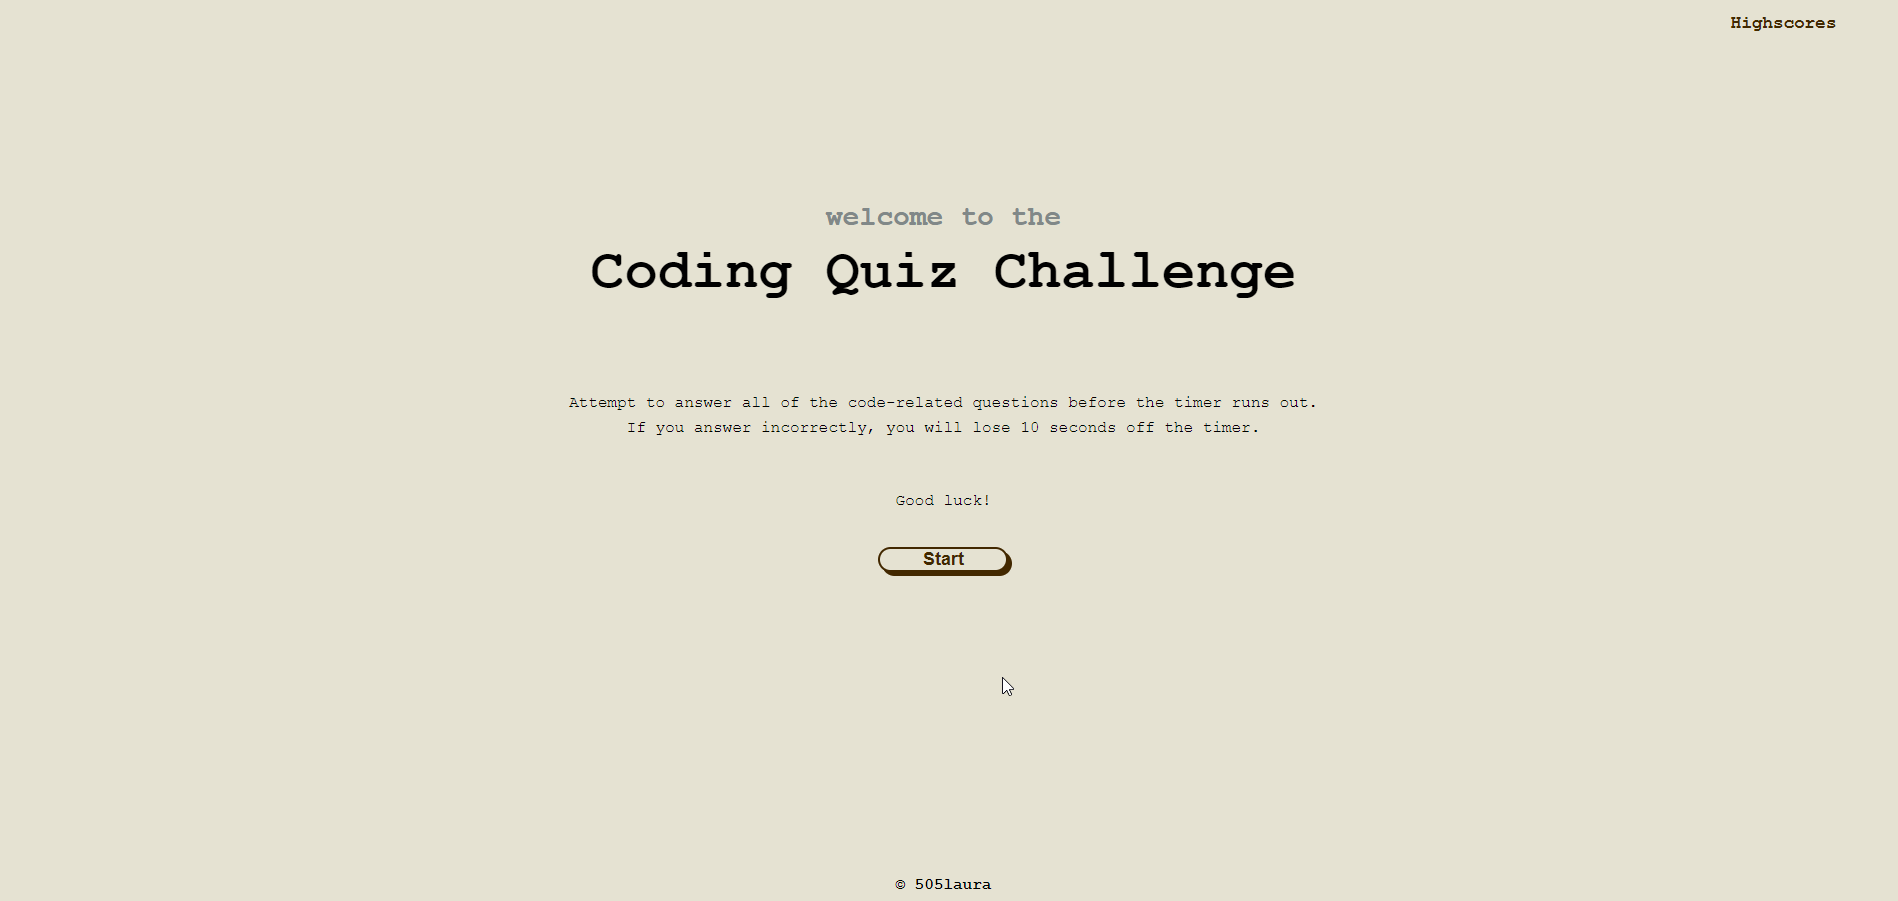 Highscores
welcome to the
Coding Quiz Challenge
Attempt to answer all of the code-related questions before the timer runs out.
If you answer incorrectly, you will lose 10 seconds off the timer.
Good luck!
Start
© 505laura